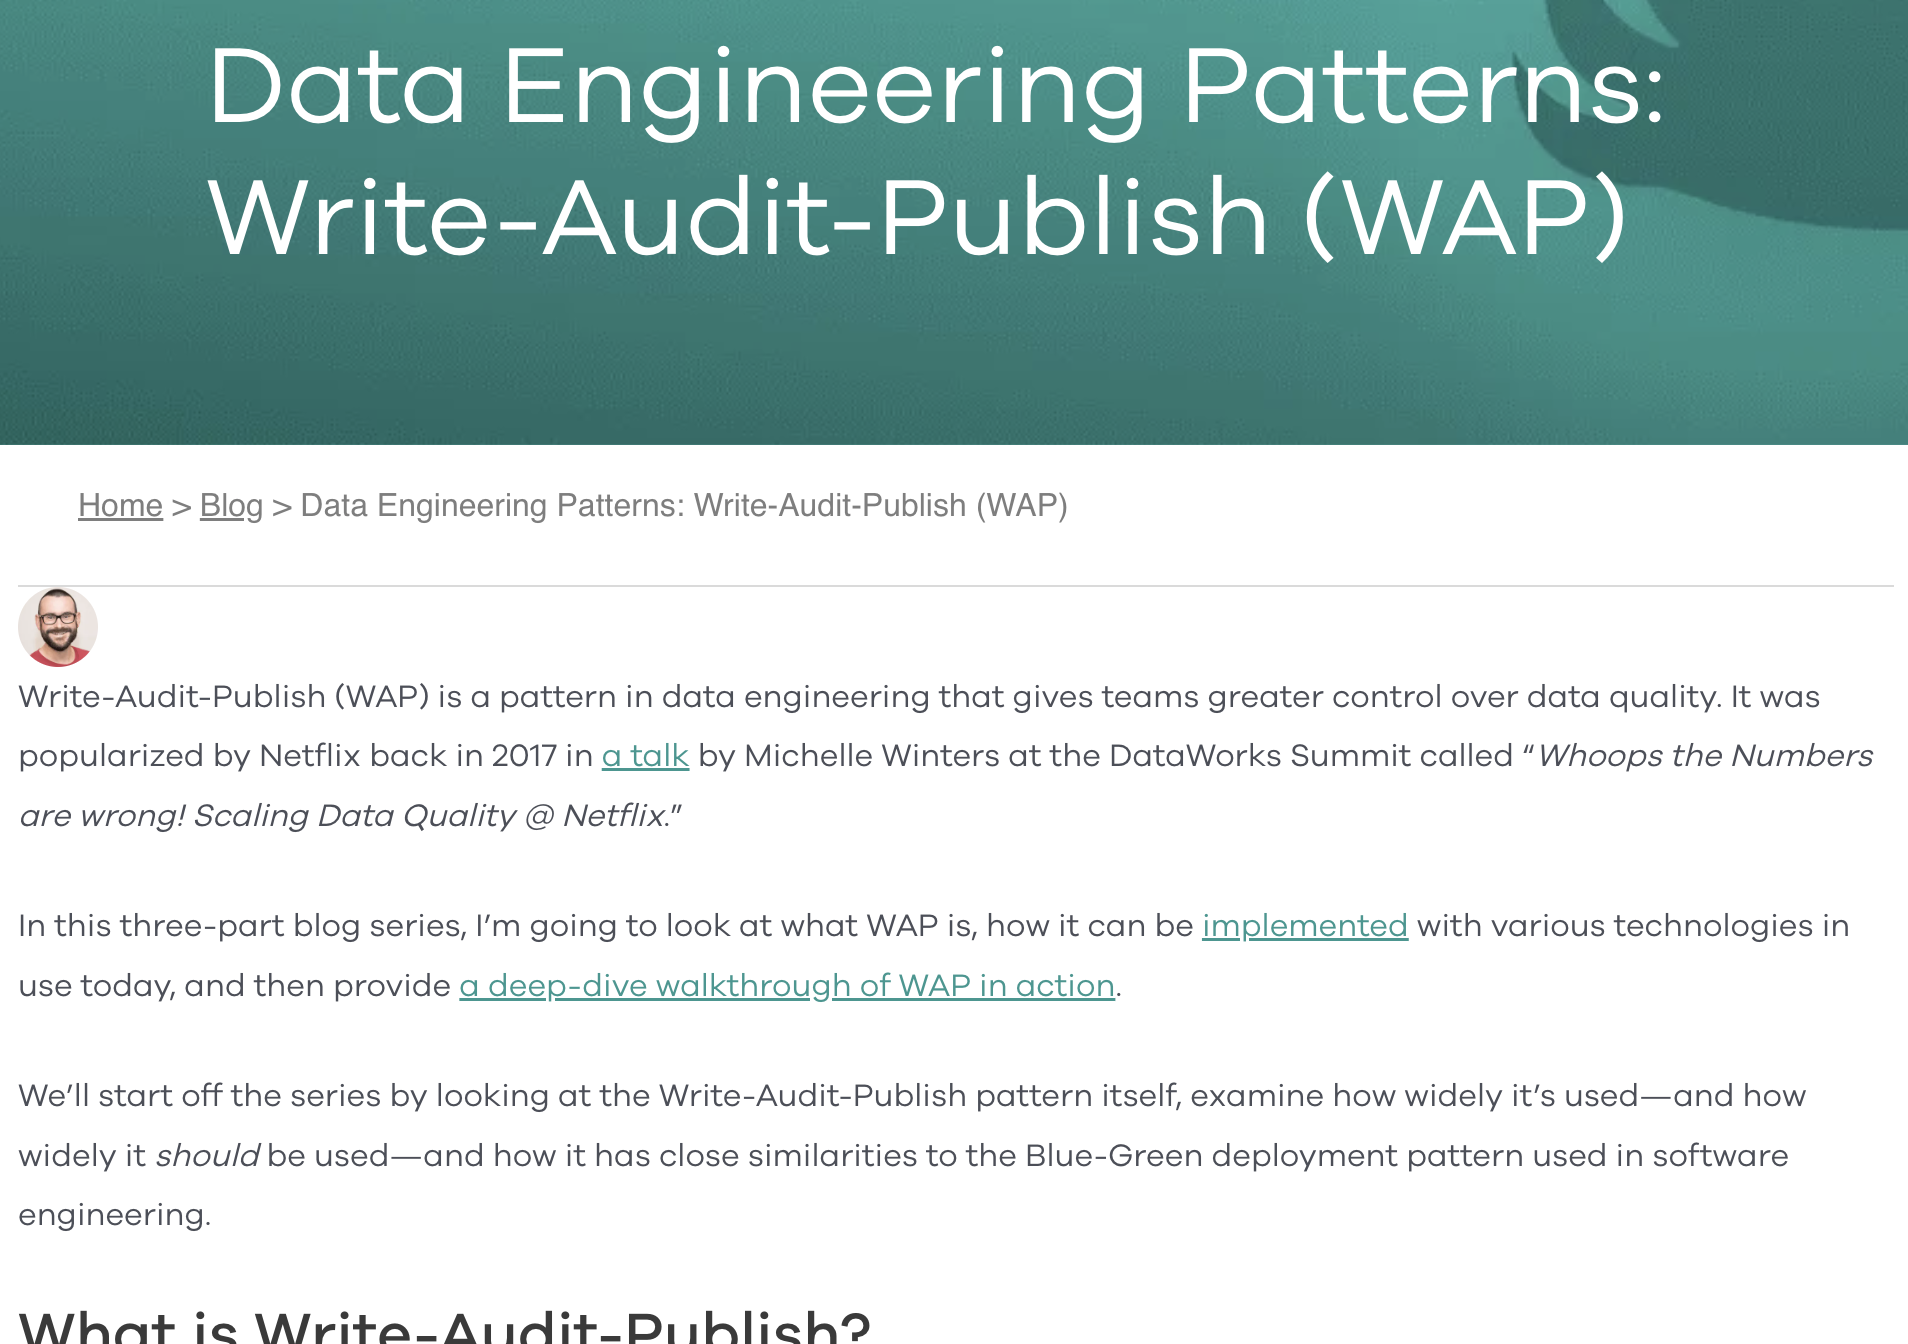 Data Engineering Patterns:
Write-Audit-Publish (WAP)
Home > Blog > Data Engineering Patterns: Write-Audit-Publish (WAP)
Write-Audit-Publish (WAP) is a pattern in data engineering that gives teams greater control over data quality. It was
popularized by Netflix back in 2017 in a talk by Michelle Winters at the DataWorks Summit called “Whoops the Numbers
are wrong! Scaling Data Quality @ Netflix.”
In this three-part blog series, I’m going to look at what WAP is, how it can be implemented with various technologies in
use today, and then provide a deep-dive walkthrough of WAP in action.
We’ll start off the series by looking at the Write-Audit-Publish pattern itself, examine how widely it’s used—and how
widely it should be used—and how it has close similarities to the Blue-Green deployment pattern used in software
engineering.
What is Write-Audit-Publish?